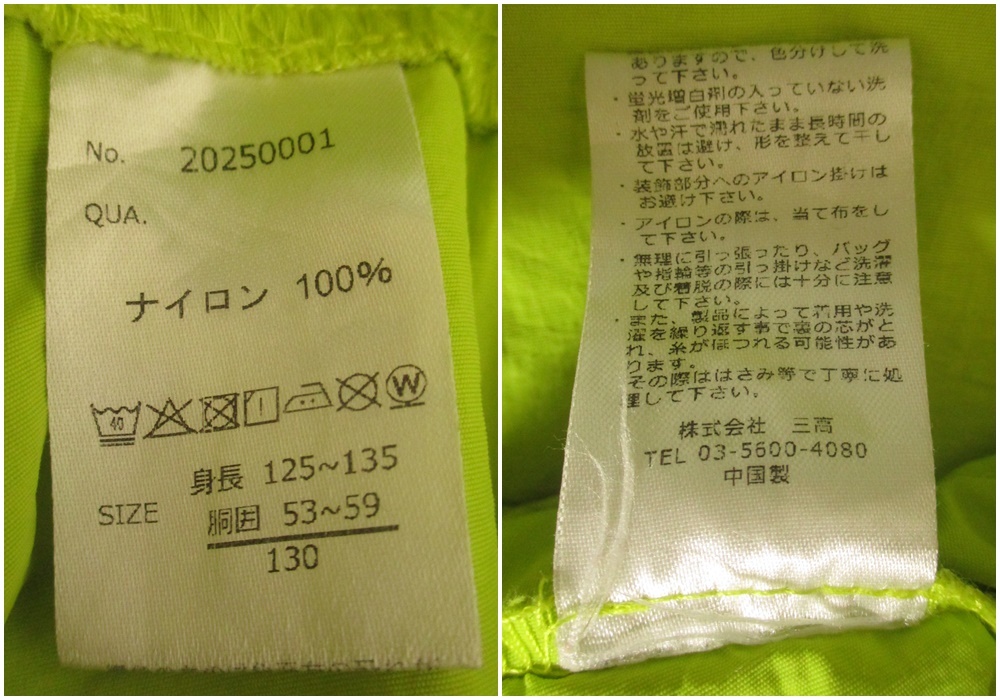 No. 20250001
QUA.
ナイロン 100%
40 W
身長 125~135
SIZE 胴囲 53~59
130
ありますので、色分けして洗
って下さい。
・蛍光増白剤の入っていない洗
剤をご使用下さい。
・水や汗で濡れたまま長時間の
放置は避け、形を整えて干し
て下さい。
・装飾部分へのアイロン掛けは
お避け下さい。
・アイロンの際は、当て布をし
て下さい。
・無理に引っ張ったり、バッグ
や指輪等の引っ掛けなど洗濯
及び着脱の際には十分に注意
して下さい。
・また、製品によって着用や洗
濯を繰り返す事で裏の芯がと
れ、糸がほつれる可能性があ
ります。
その際ははさみ等で丁寧に処
理して下さい。
株式会社 三高
TEL 03-5600-4080
中国製